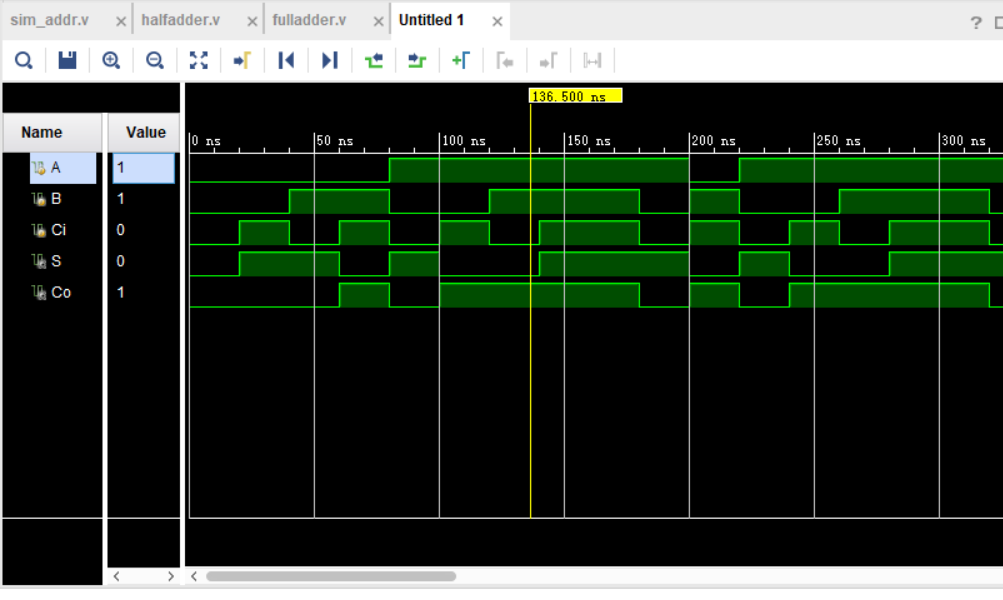 sim_addr.v × halfadder.v × fulladder.v × Untitled 1 × ?
136.500 ns
Name Value 0 ns 50 ns 100 ns 150 ns 200 ns 250 ns 300 ns
A 1
B 1
Ci 0
S 0
Co 1